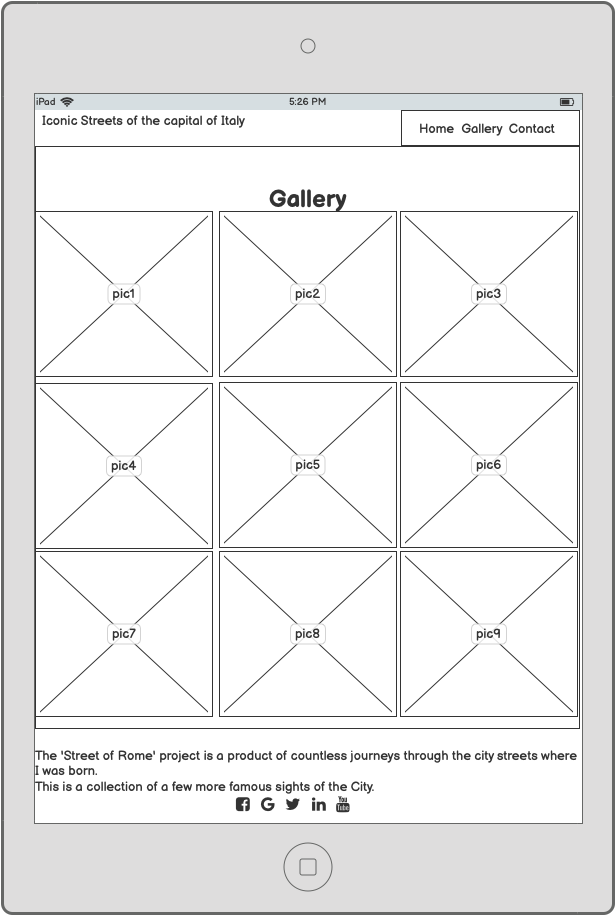 iPad 5:26 PM
Iconic Streets of the capital of Italy
Home Gallery Contact
Gallery
pic1 pic2 pic3
pic4 pic5 pic6
pic7 pic8 pic9
The 'Street of Rome' project is a product of countless journeys through the city streets where
I was born.
This is a collection of a few more famous sights of the City.
You
Tube